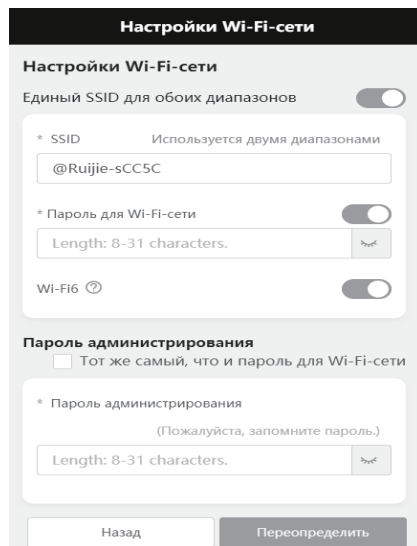 Настройки Wi-Fi-сети
Настройки Wi-Fi-сети
Единый SSID для обоих диапазонов
* SSID Используется двумя диапазонами
@Ruijie-sCC5C
* Пароль для Wi-Fi-сети
Length: 8-31 characters.
Wi-Fi6 ?
Пароль администрирования
Тот же самый, что и пароль для Wi-Fi-сети
* Пароль администрирования
(Пожалуйста, запомните пароль.)
Length: 8-31 characters.
Назад Переопределить